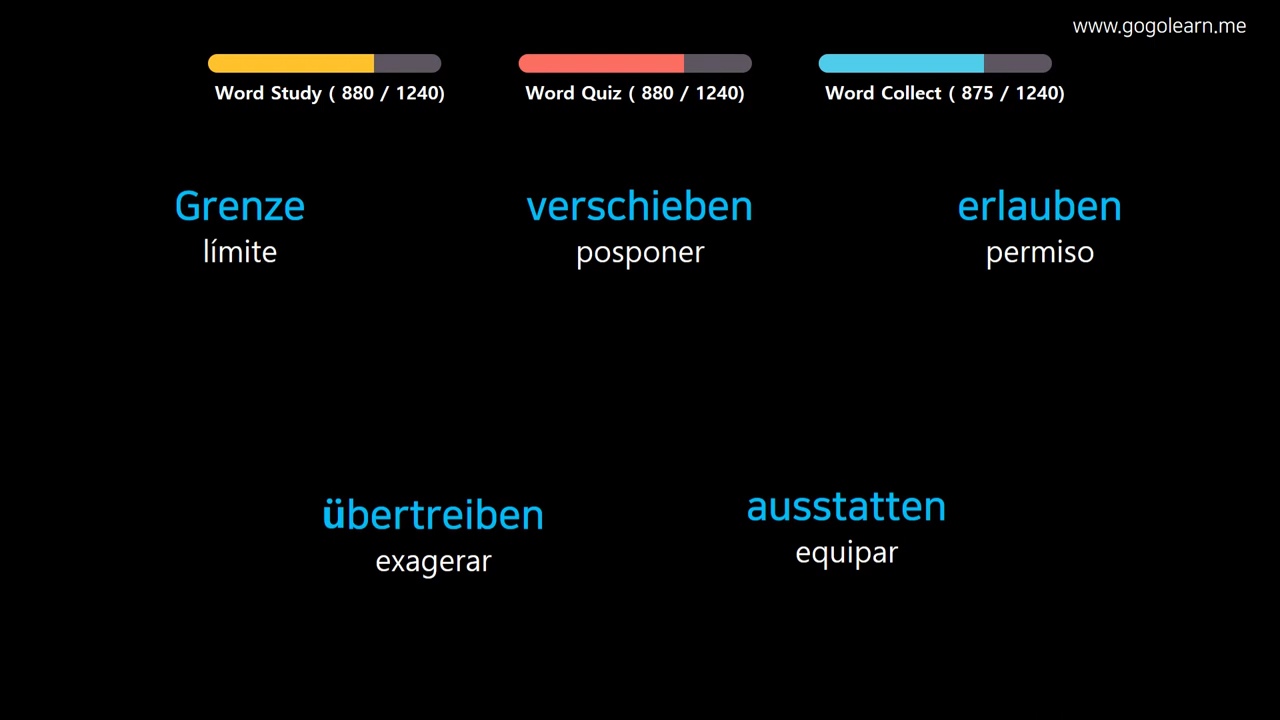 www.gogolearn.me
Word Study ( 880 / 1240)
Word Quiz ( 880 / 1240)
Word Collect ( 875 / 1240)
Grenze
límite
verschieben
posponer
erlauben
permiso
übertreiben
exagerar
ausstatten
equipar